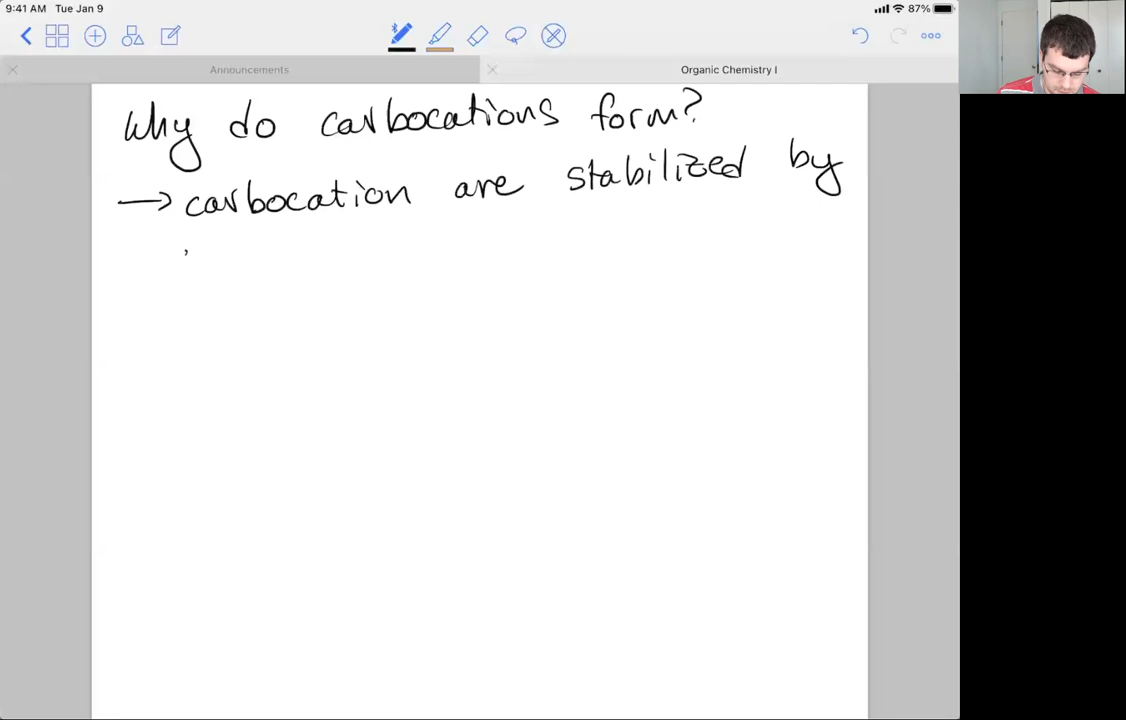 9:41 AM Tue Jan 9
87%
Announcements
Organic Chemistry I
Why do carbocations form?
→ carbocation are stabilized by